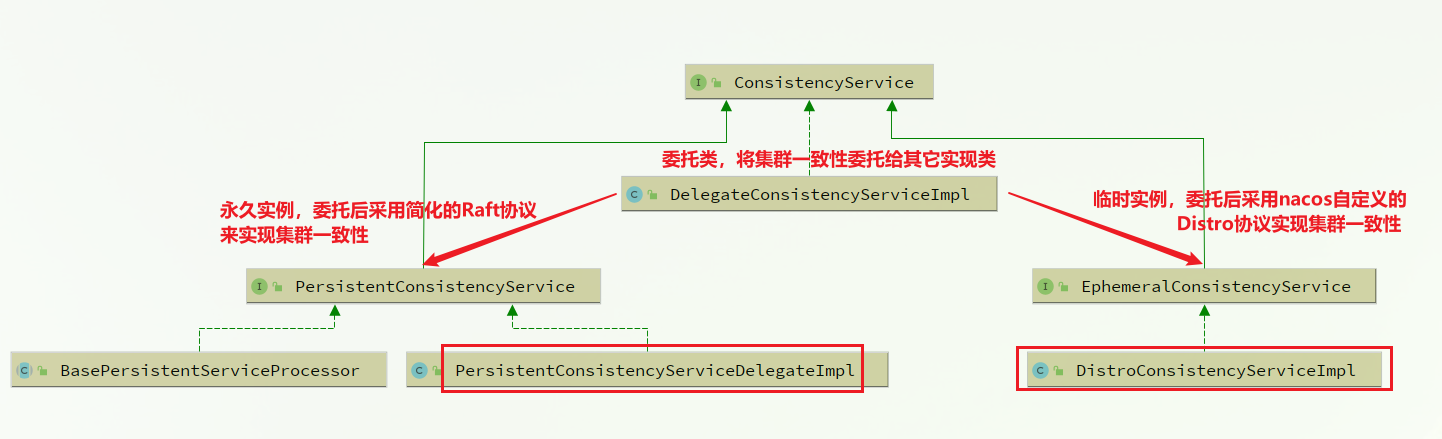 ConsistencyService
委托类，将集群一致性委托给其它实现类
DelegateConsistencyServiceImpl
永久实例，委托后采用简化的Raft协议
来实现集群一致性
临时实例，委托后采用nacos自定义的
Distro协议实现集群一致性
PersistentConsistencyService
EphemeralConsistencyService
BasePersistentServiceProcessor
PersistentConsistencyServiceDelegateImpl
DistroConsistencyServiceImpl